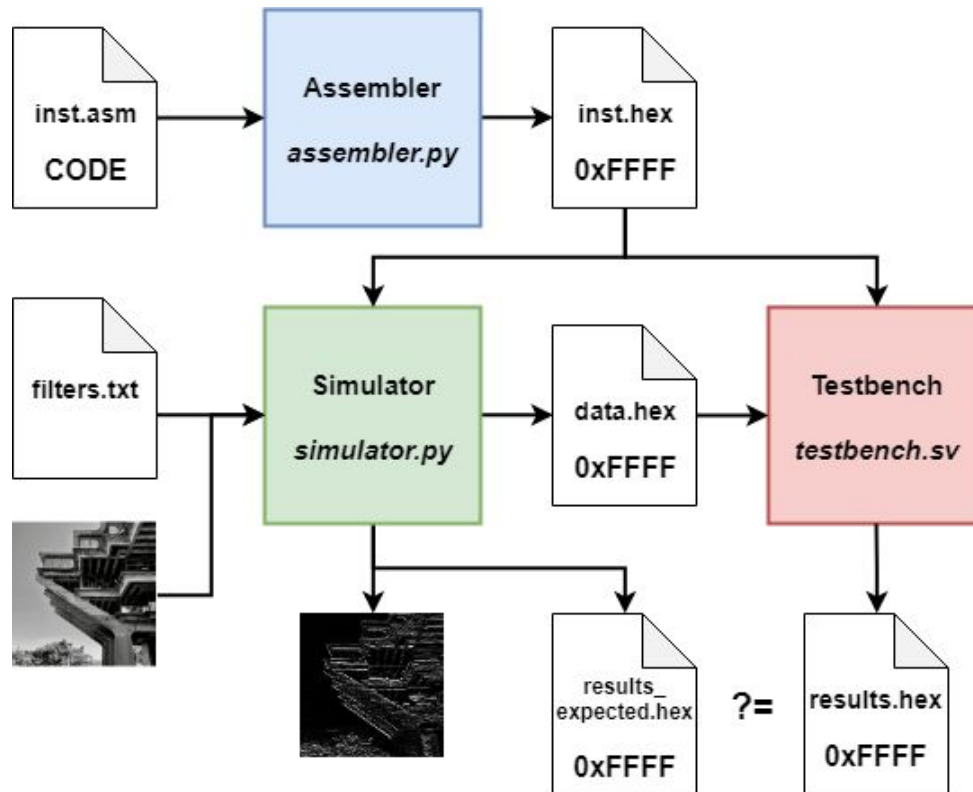 inst.asm
CODE
Assembler
assembler.py
inst.hex
0xFFFF
filters.txt
Simulator
simulator.py
data.hex
0xFFFF
Testbench
testbench.sv
results_
expected.hex
0xFFFF
?=
results.hex
0xFFFF